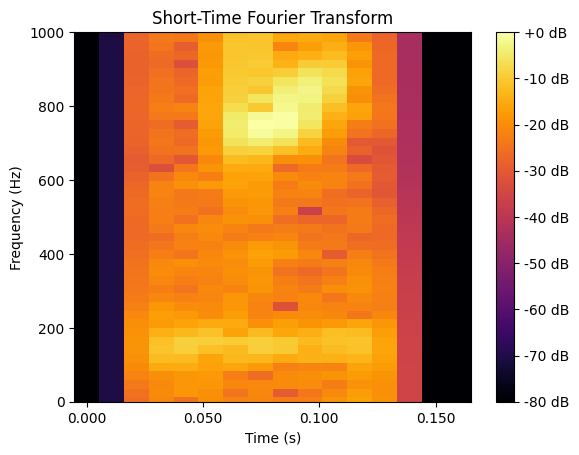 Short-Time Fourier Transform
1000
800
600
400
200
0
Frequency (Hz)
0.000
0.050
0.100
0.150
Time (s)
+0 dB
-10 dB
-20 dB
-30 dB
-40 dB
-50 dB
-60 dB
-70 dB
-80 dB